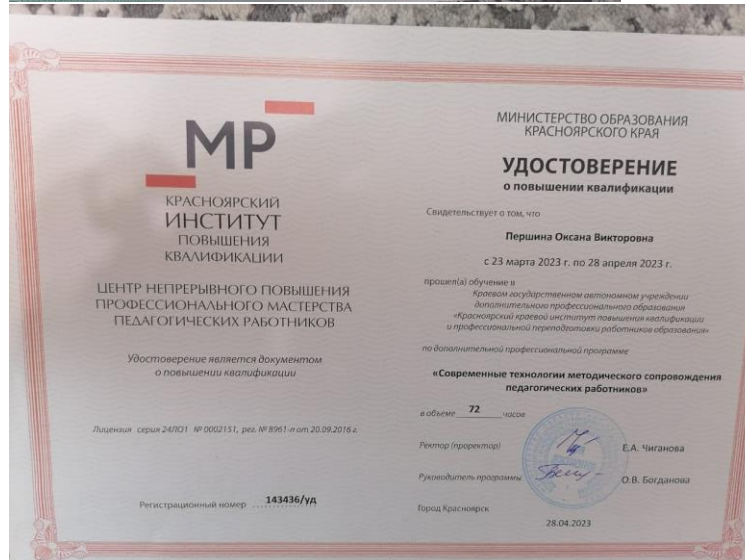 МР
КРАСНОЯРСКИЙ
ИНСТИТУТ
ПОВЫШЕНИЯ
КВАЛИФИКАЦИИ
ЦЕНТР НЕПРЕРЫВНОГО ПОВЫШЕНИЯ
ПРОФЕССИОНАЛЬНОГО МАСТЕРСТВА
ПЕДАГОГИЧЕСКИХ РАБОТНИКОВ
Удостоверение является документом
о повышении квалификации
Лицензия серия 24ЛО1 № 0002151, рег. № 8961-л от 20.09.2016 г.
Регистрационный номер 143436/уд
МИНИСТЕРСТВО ОБРАЗОВАНИЯ
КРАСНОЯРСКОГО КРАЯ
УДОСТОВЕРЕНИЕ
о повышении квалификации
Свидетельствует о том, что
Першина Оксана Викторовна
с 23 марта 2023 г. по 28 апреля 2023 г.
прошел(а) обучение в
Краевом государственном автономном учреждении
дополнительного профессионального образования
«Красноярский краевой институт повышения квалификации
и профессиональной переподготовки работников образования»
по дополнительной профессиональной программе
«Современные технологии методического сопровождения
педагогических работников»
в объеме 72 часов
Ректор (проректор) Е.А. Чиганова
Руководитель программы О.В. Богданова
Город Красноярск
28.04.2023